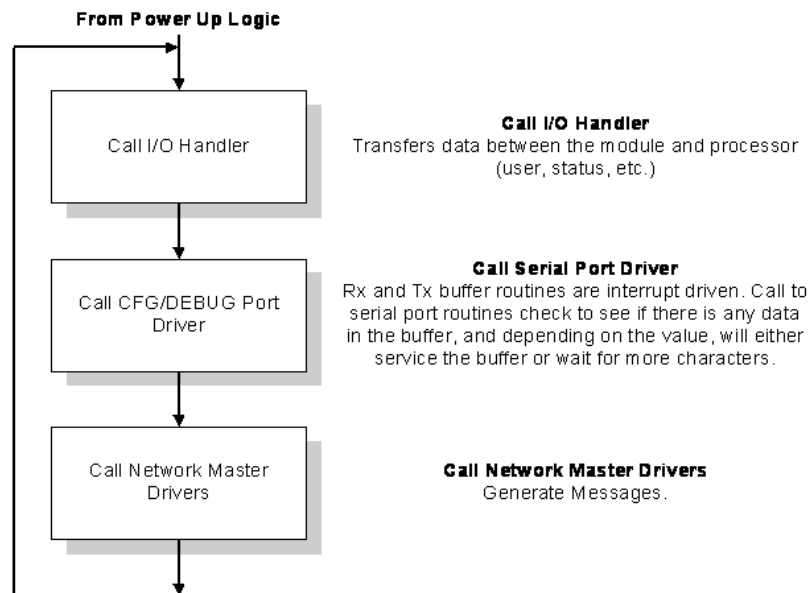 From Power Up Logic
Call I/O Handler
Call I/O Handler
Transfers data between the module and processor
(user, status, etc.)
Call CFG/DEBUG Port
Driver
Call Serial Port Driver
Rx and Tx buffer routines are interrupt driven. Call to
serial port routines check to see if there is any data
in the buffer, and depending on the value, will either
service the buffer or wait for more characters.
Call Network Master
Drivers
Call Network Master Drivers
Generate Messages.